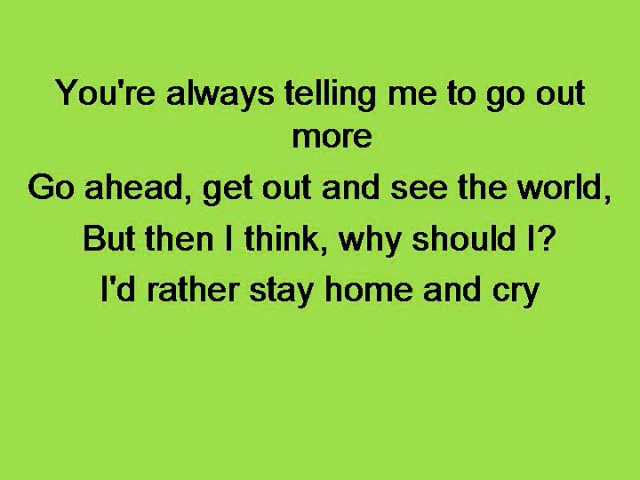 You're always telling me to go out
more
Go ahead, get out and see the world,
But then I think, why should I?
I'd rather stay home and cry